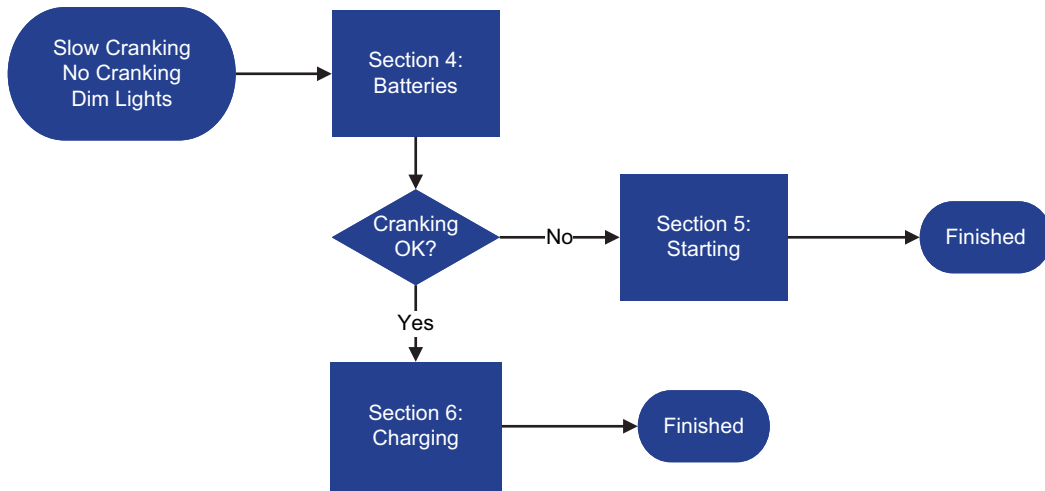 Slow Cranking
No Cranking
Dim Lights
Section 4:
Batteries
Cranking
OK?
No
Section 5:
Starting
Finished
Yes
Section 6:
Charging
Finished